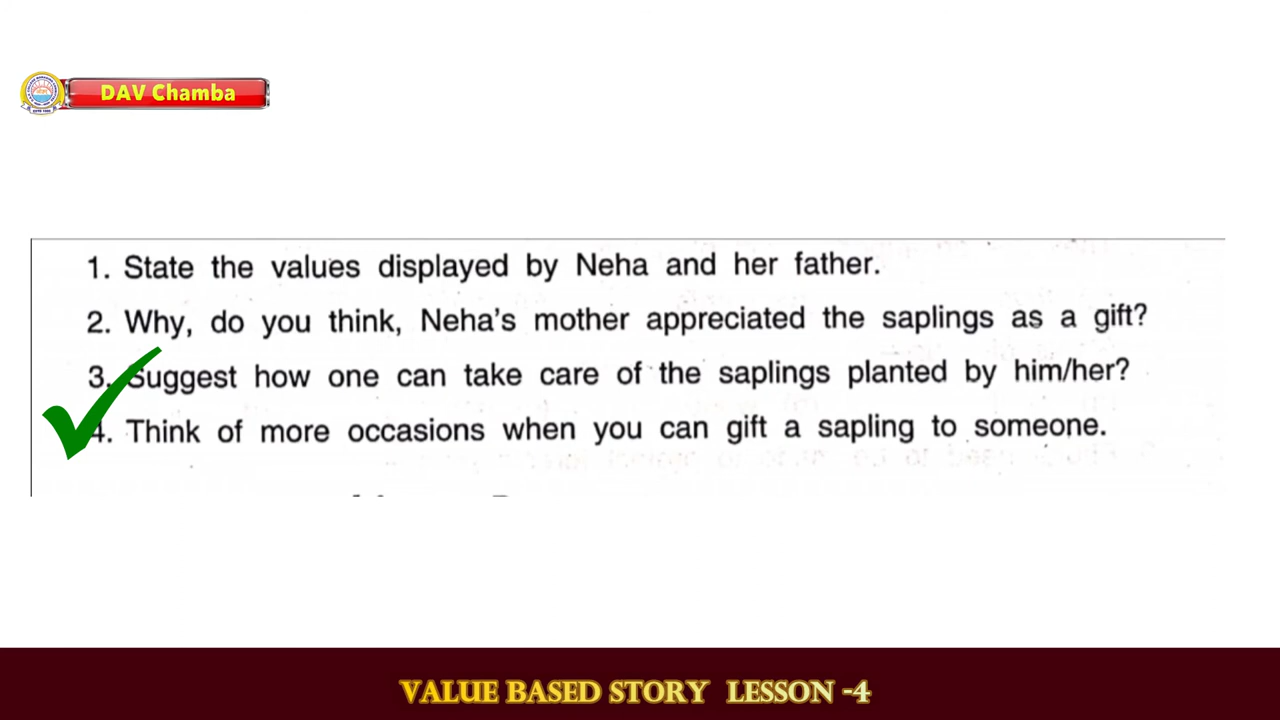 DAV Chamba
1. State the values displayed by Neha and her father.
2. Why, do you think, Neha's mother appreciated the saplings as a gift?
3. Suggest how one can take care of the saplings planted by him/her?
4. Think of more occasions when you can gift a sapling to someone.
VALUE BASED STORY LESSON -4